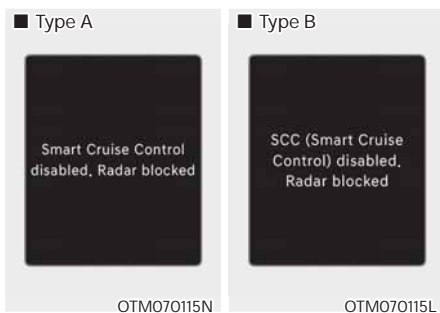 ■ Type A
Smart Cruise Control
disabled. Radar blocked
OTM070115N
■ Type B
SCC (Smart Cruise
Control) disabled.
Radar blocked
OTM070115L